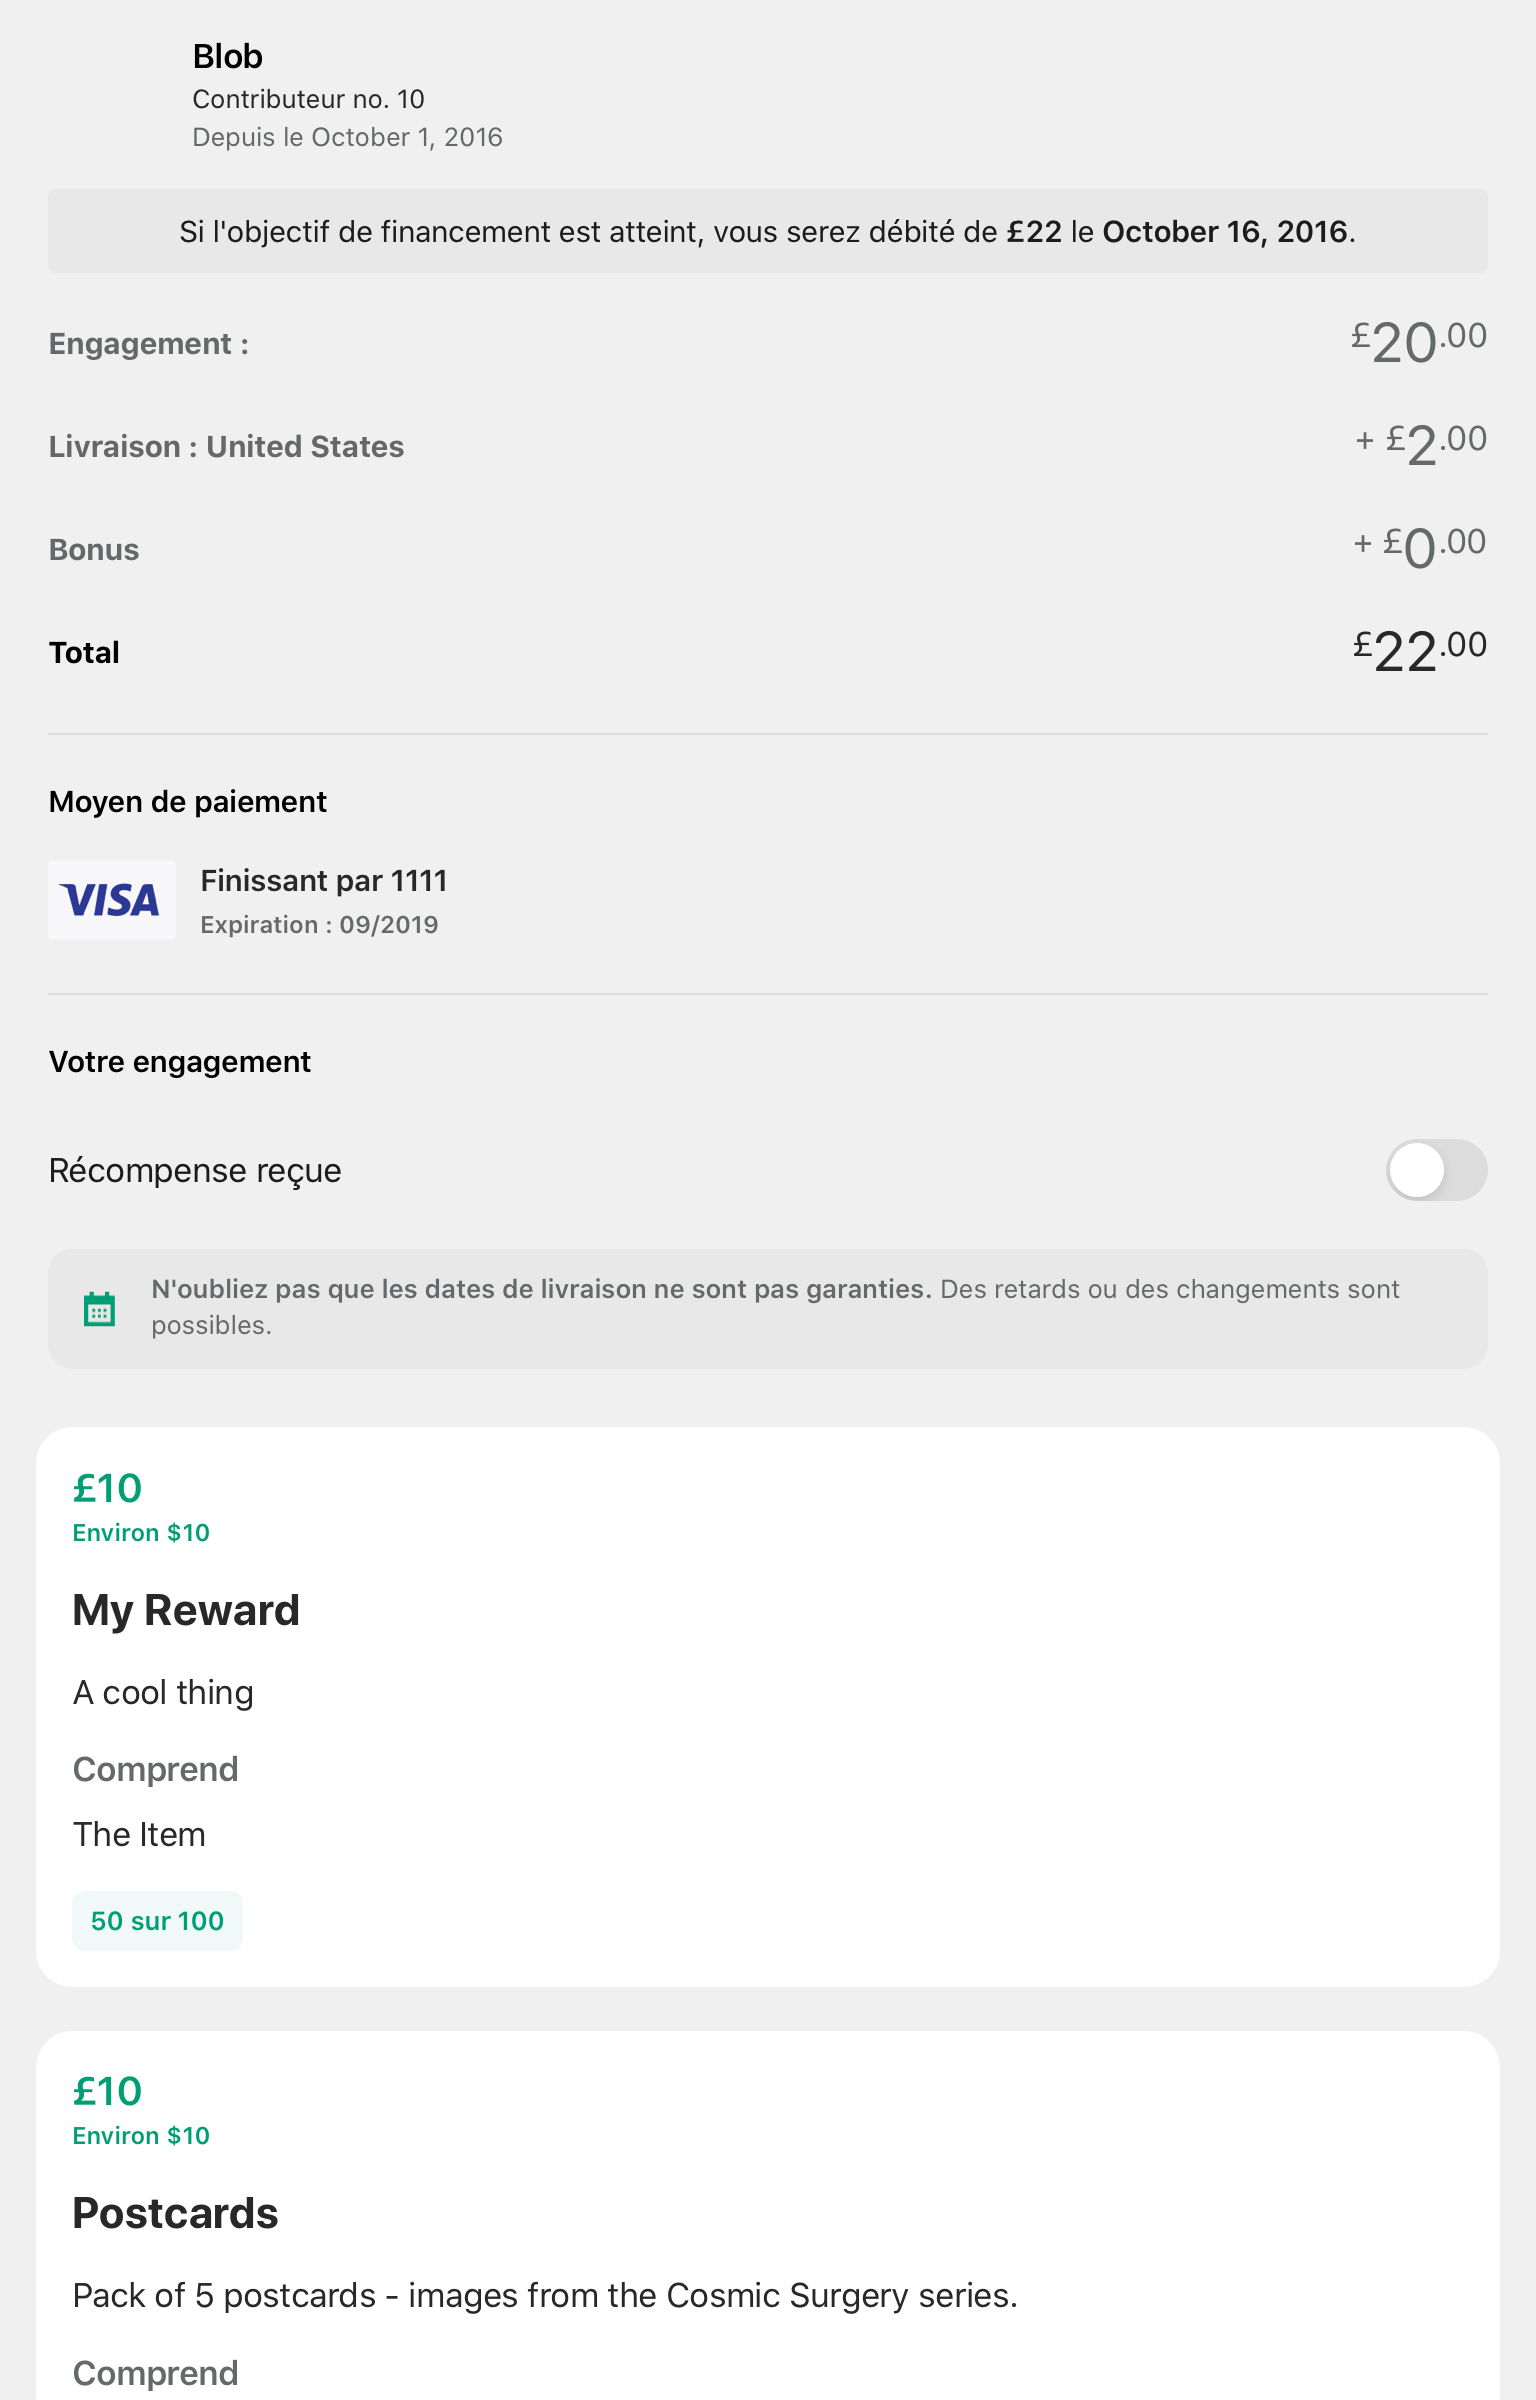 Blob
Contributeur no. 10
Depuis le October 1, 2016
Si l'objectif de financement est atteint, vous serez débité de £22 le October 16, 2016.
Engagement : £20.00
Livraison : United States + £2.00
Bonus + £0.00
Total £22.00
Moyen de paiement
VISA
Finissant par 1111
Expiration : 09/2019
Votre engagement
Récompense reçue
N'oubliez pas que les dates de livraison ne sont pas garanties. Des retards ou des changements sont
possibles.
£10
Environ $10
My Reward
A cool thing
Comprend
The Item
50 sur 100
£10
Environ $10
Postcards
Pack of 5 postcards - images from the Cosmic Surgery series.
Comprend